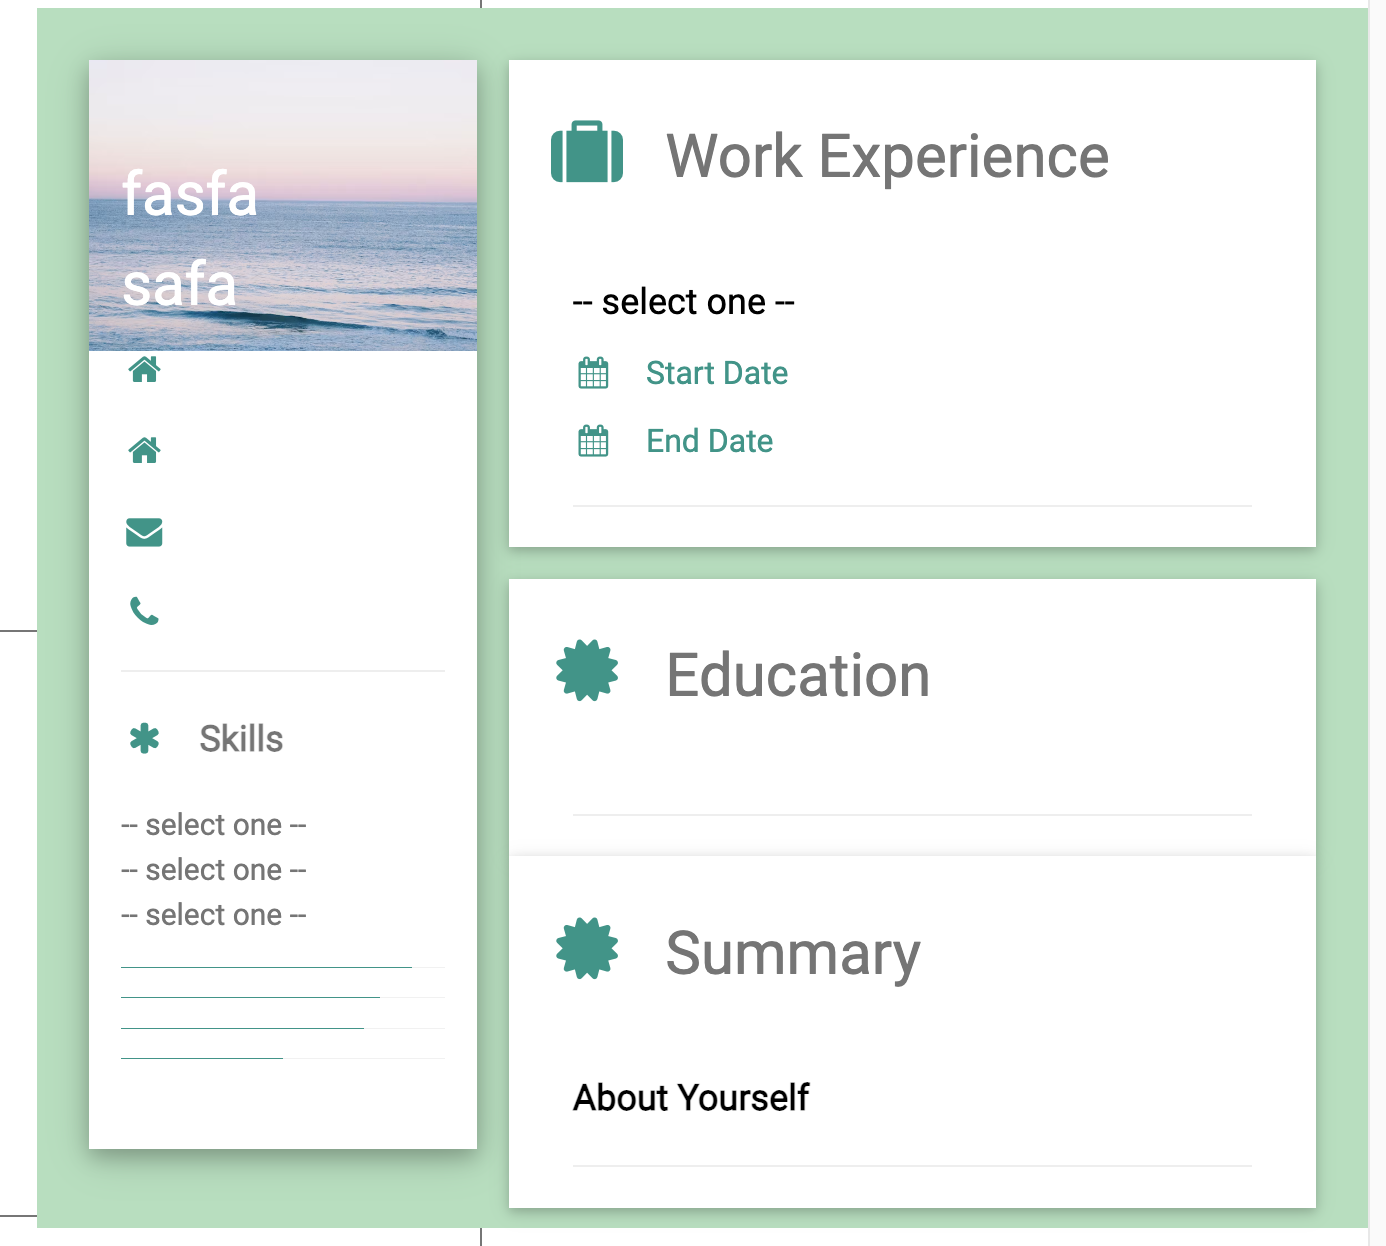 fasfa
safa
Skills
-- select one --
-- select one --
-- select one --
Work Experience
-- select one --
Start Date
End Date
Education
Summary
About Yourself